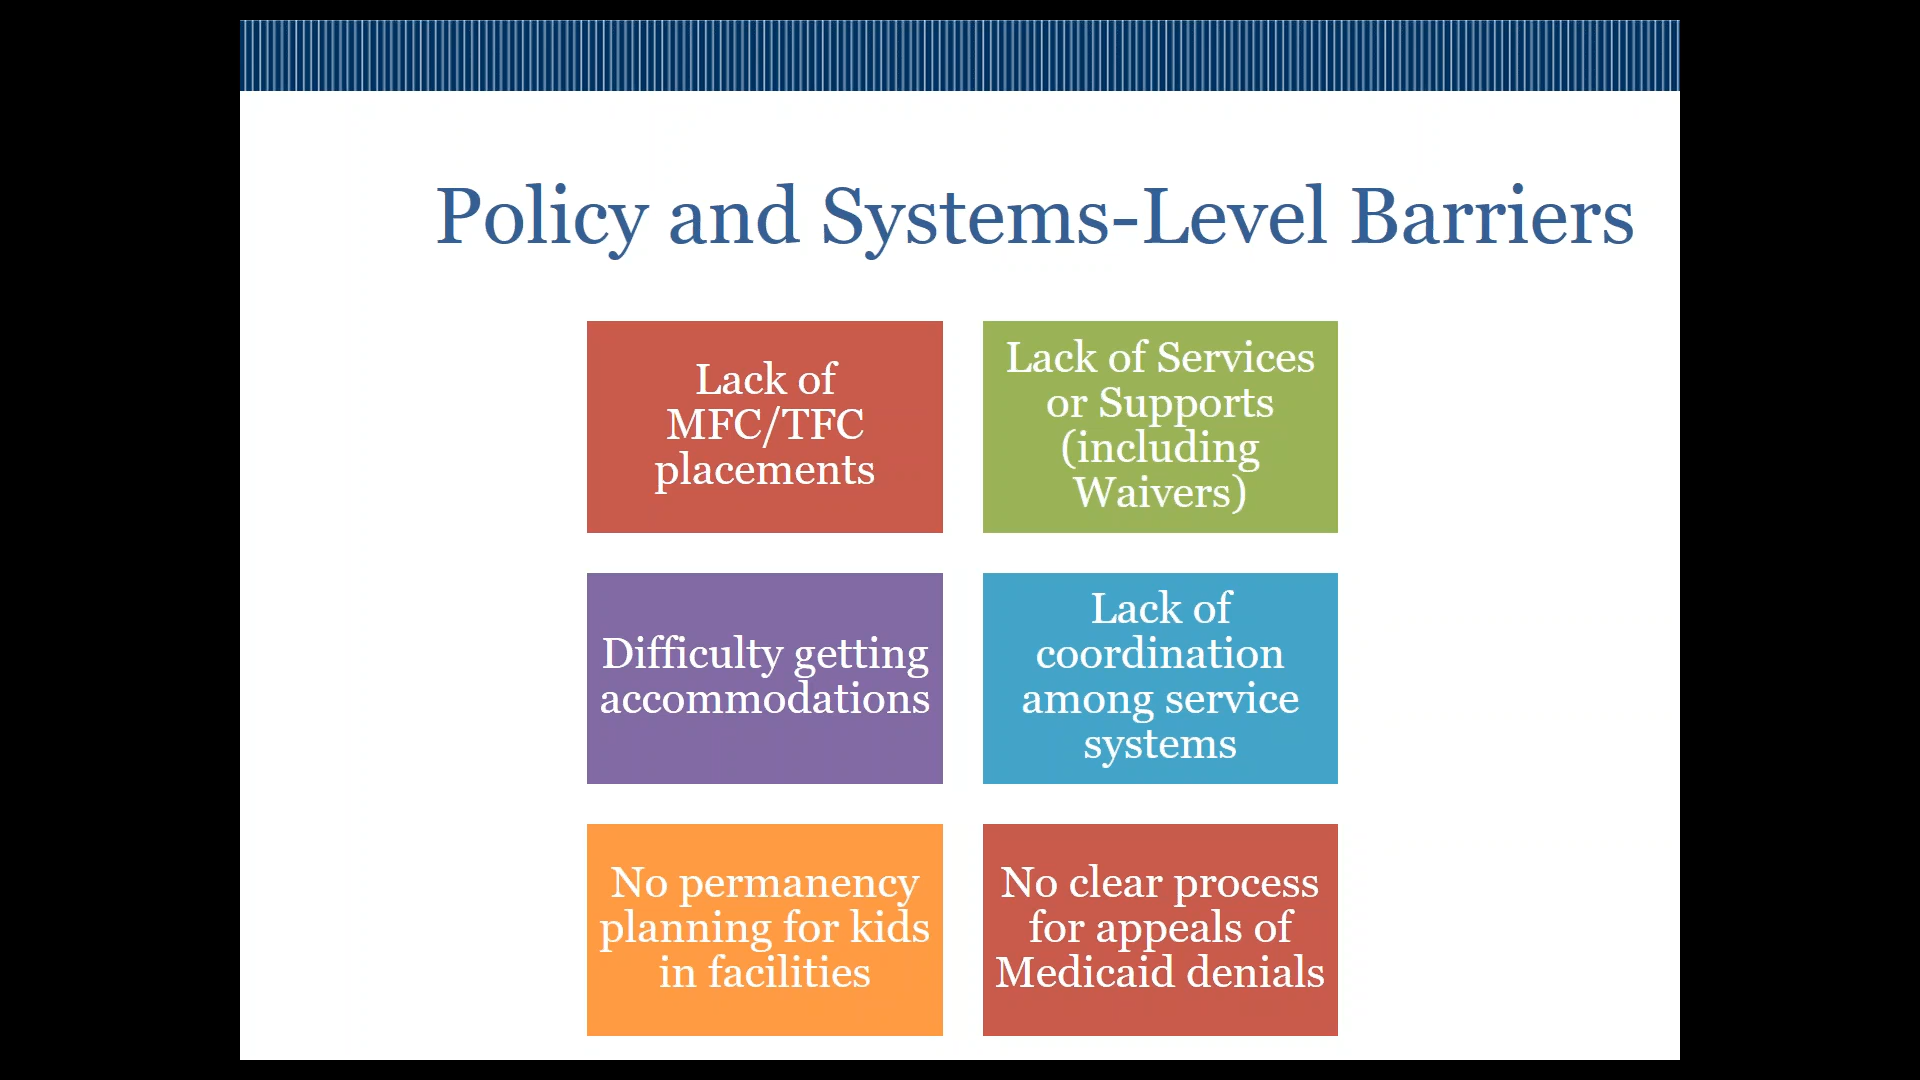 Policy and Systems-Level Barriers
Lack of
MFC/TFC
placements
Lack of Services
or Supports
(including
Waivers)
Difficulty getting
accommodations
Lack of
coordination
among service
systems
No permanency
planning for kids
in facilities
No clear process
for appeals of
Medicaid denials